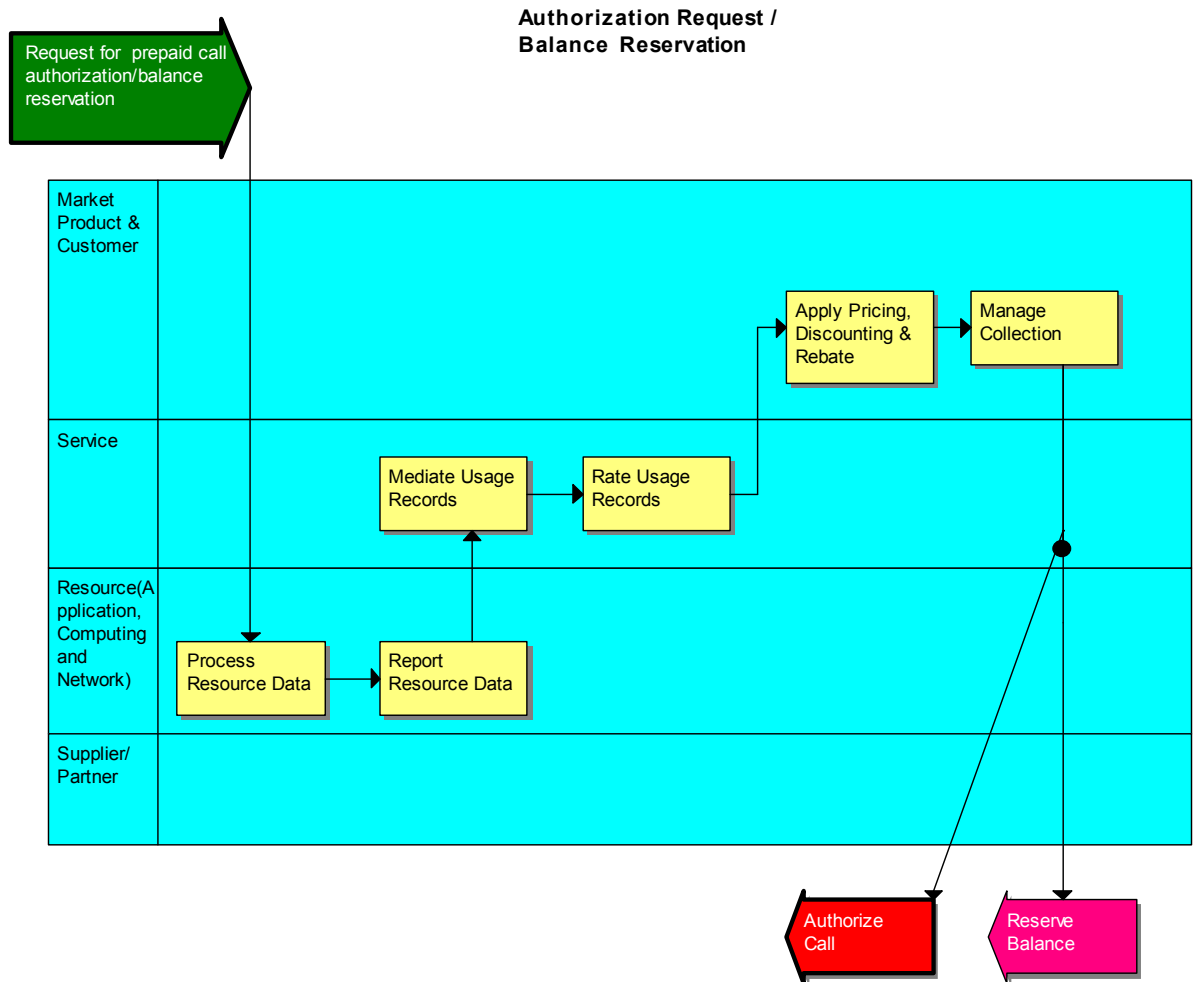 Authorization Request /
Balance Reservation
Request for prepaid call
authorization/balance
reservation
Market
Product &
Customer
Apply Pricing,
Discounting &
Rebate
Manage
Collection
Service
Mediate Usage
Records
Rate Usage
Records
Resource(A
pplication,
Computing
and
Network)
Process
Resource Data
Report
Resource Data
Supplier/
Partner
Authorize
Call
Reserve
Balance